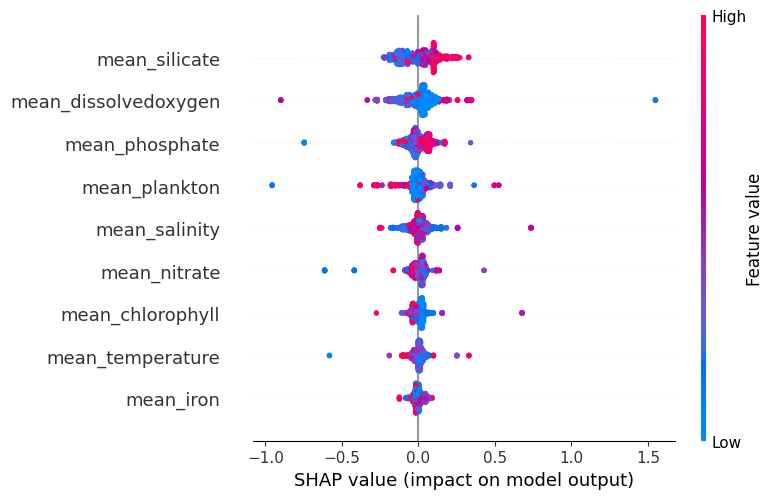 High
mean_silicate
mean_dissolvedoxygen
mean_phosphate
mean_plankton
mean_salinity
mean_nitrate
mean_chlorophyll
mean_temperature
mean_iron
Feature value
Low
−1.0 −0.5 0.0 0.5 1.0 1.5
SHAP value (impact on model output)